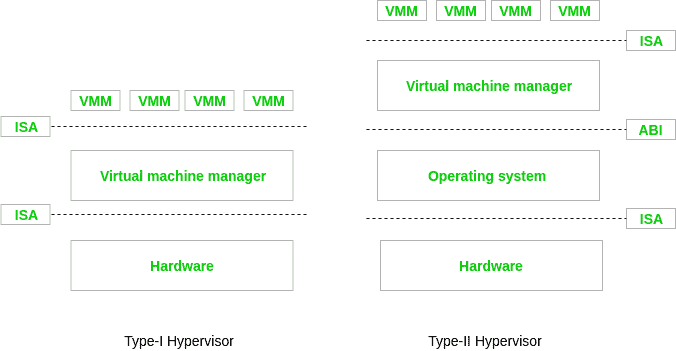 VMM VMM VMM VMM
ISA
Virtual machine manager
ISA
Hardware
Type-I Hypervisor
VMM VMM VMM VMM
ISA
Virtual machine manager
ABI
Operating system
ISA
Hardware
Type-II Hypervisor